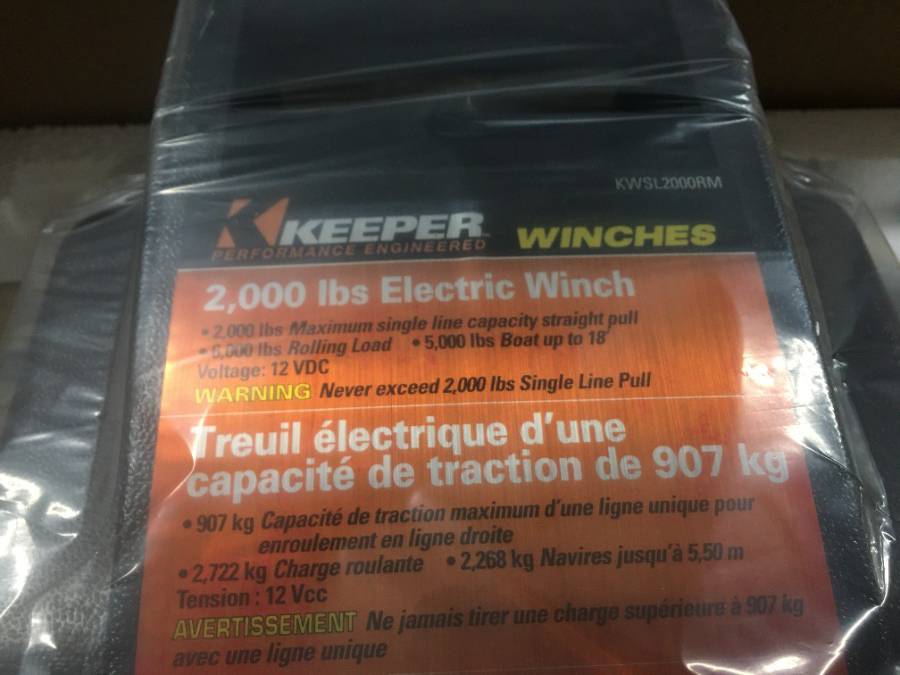 KWSL2000RM
KEEPER™ WINCHES
PERFORMANCE ENGINEERED
2,000 lbs Electric Winch
• 2,000 lbs Maximum single line capacity straight pull
• 6,000 lbs Rolling Load • 5,000 lbs Boat up to 18'
Voltage: 12 VDC
WARNING Never exceed 2,000 lbs Single Line Pull
Treuil électrique d'une
capacité de traction de 907 kg
• 907 kg Capacité de traction maximum d'une ligne unique pour
enroulement en ligne droite
• 2,722 kg Charge roulante • 2,268 kg Navires jusqu'à 5,50 m
Tension : 12 Vcc
AVERTISSEMENT Ne jamais tirer une charge supérieure à 907 kg
avec une ligne unique